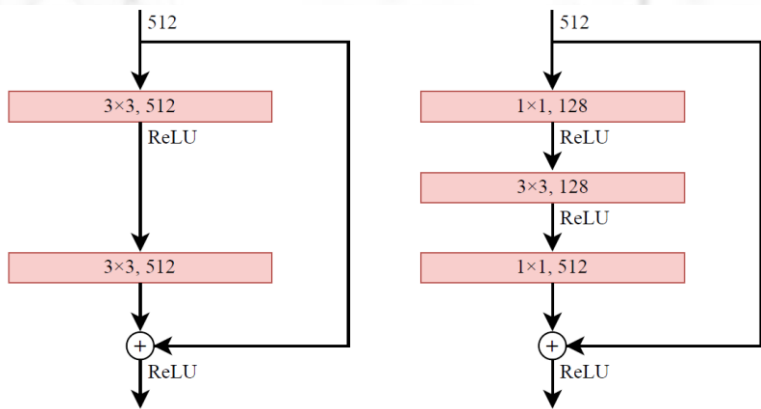 512
3×3, 512
ReLU
3×3, 512
+
ReLU
512
1×1, 128
ReLU
3×3, 128
ReLU
1×1, 512
+
ReLU